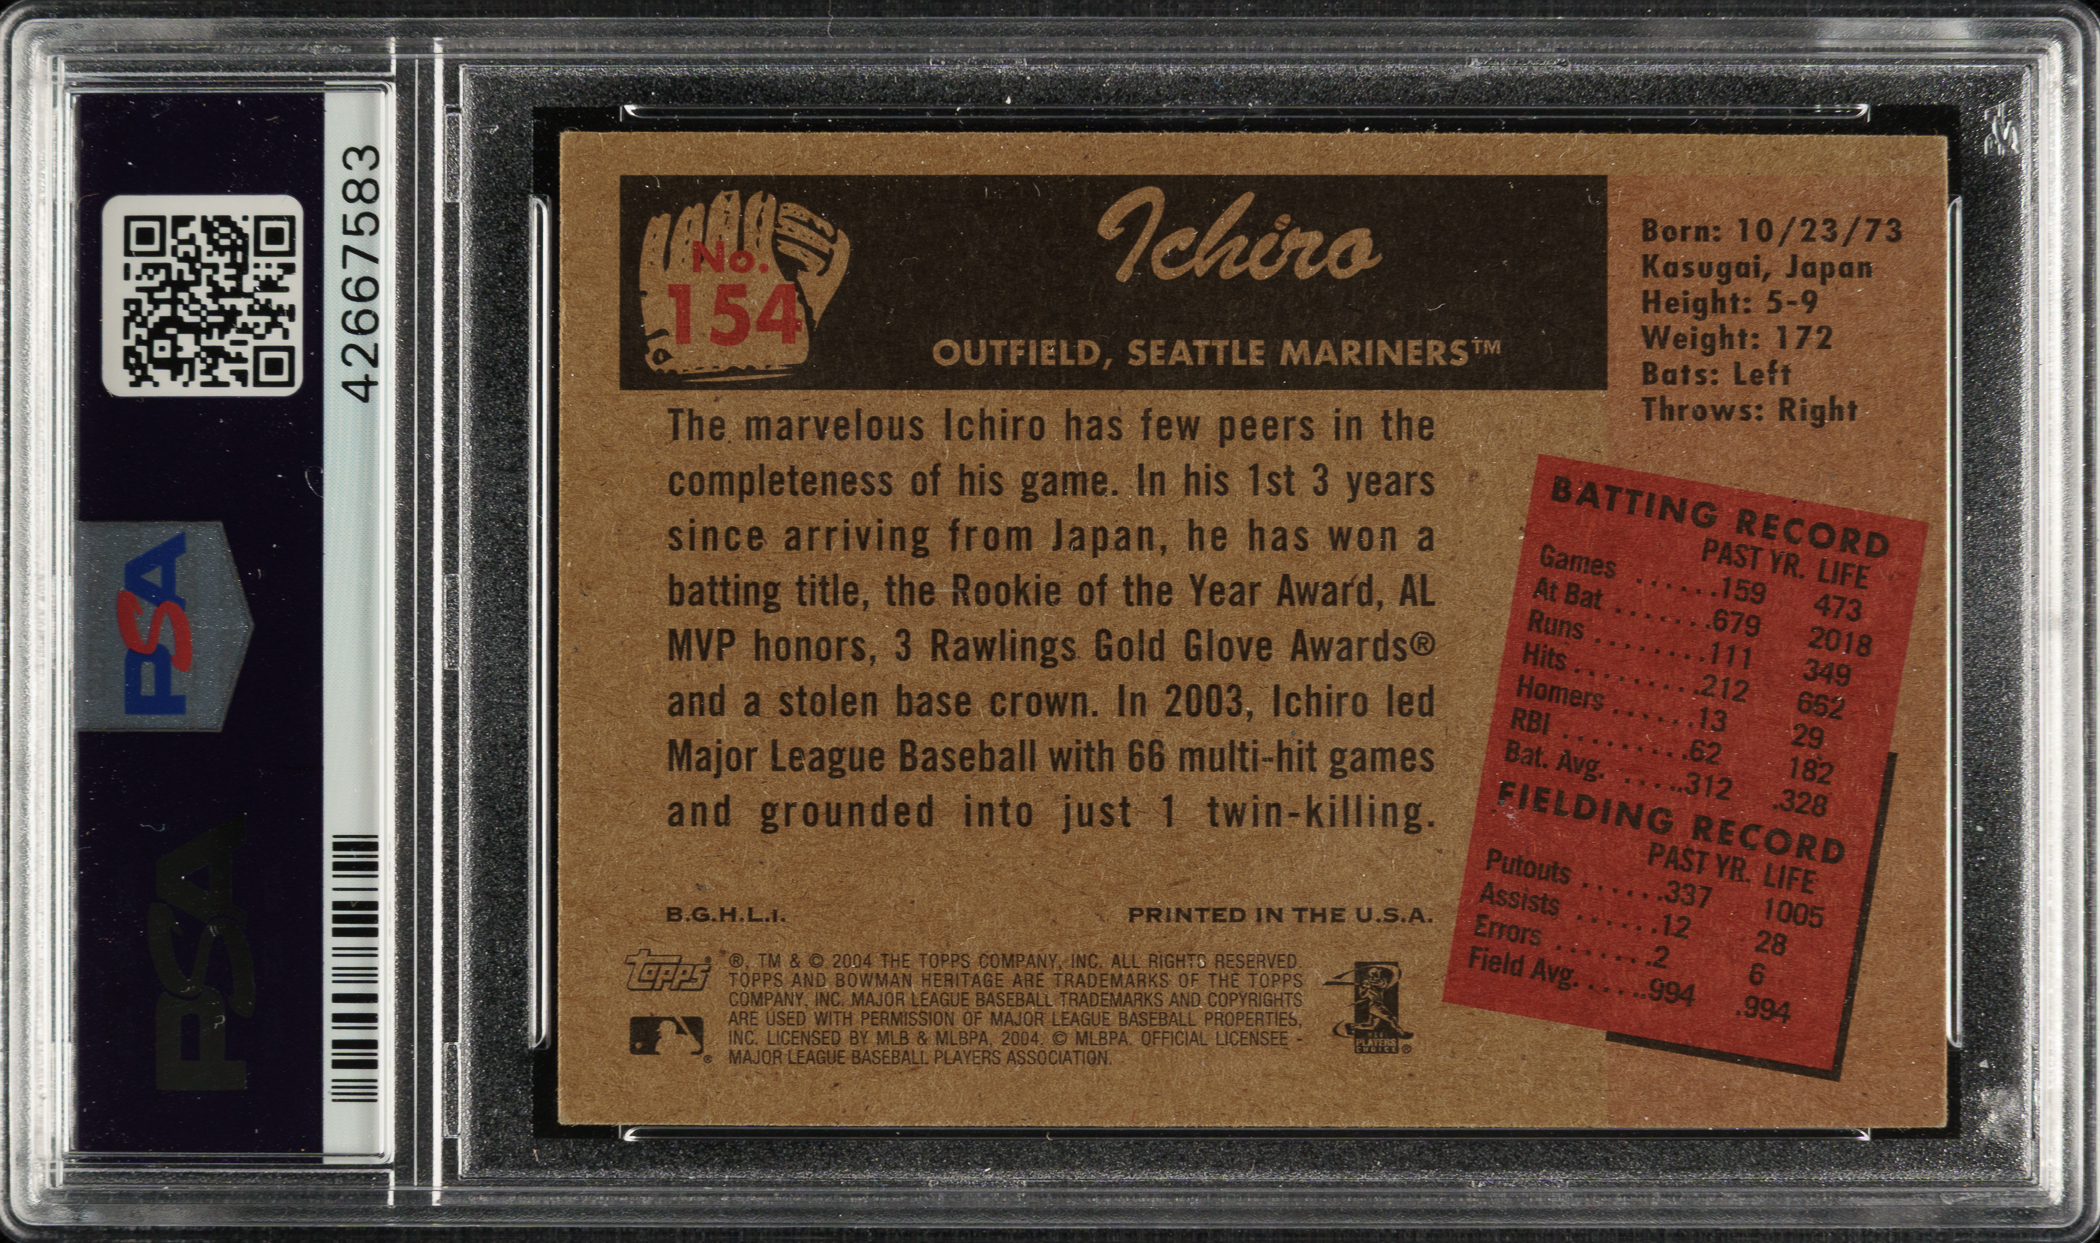 42667583
PSA
PSA
No.
154
Ichiro
OUTFIELD, SEATTLE MARINERS™
Born: 10/23/73
Kasugai, Japan
Height: 5-9
Weight: 172
Bats: Left
Throws: Right
The marvelous Ichiro has few peers in the
completeness of his game. In his 1st 3 years
since arriving from Japan, he has won a
batting title, the Rookie of the Year Award, AL
MVP honors, 3 Rawlings Gold Glove Awards®
and a stolen base crown. In 2003, Ichiro led
Major League Baseball with 66 multi-hit games
and grounded into just 1 twin-killing.
BATTING RECORD
PAST YR. LIFE
Games ......159 473
At Bat .......679 2018
Runs ........111 349
Hits.........212 662
Homers ......13 29
RBI .........62 182
Bat. Avg. .....312 .328
FIELDING RECORD
PAST YR. LIFE
Putouts ......337 1005
Assists ......12 28
Errors .......2 6
Field Avg. .....994 .994
B.G.H.L.I. PRINTED IN THE U.S.A.
Topps ®, TM & © 2004 THE TOPPS COMPANY, INC. ALL RIGHTS RESERVED.
TOPPS AND BOWMAN HERITAGE ARE TRADEMARKS OF THE TOPPS
COMPANY, INC. MAJOR LEAGUE BASEBALL TRADEMARKS AND COPYRIGHTS
ARE USED WITH PERMISSION OF MAJOR LEAGUE BASEBALL PROPERTIES,
INC. LICENSED BY MLB & MLBPA, 2004. © MLBPA. OFFICIAL LICENSEE -
MAJOR LEAGUE BASEBALL PLAYERS ASSOCIATION.
PLAYERS
CHOICE ®